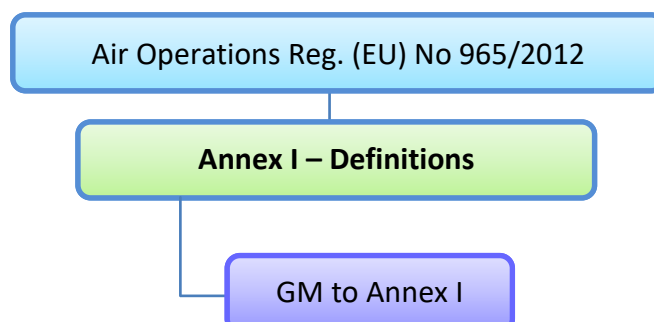 Air Operations Reg. (EU) No 965/2012
Annex I – Definitions
GM to Annex I